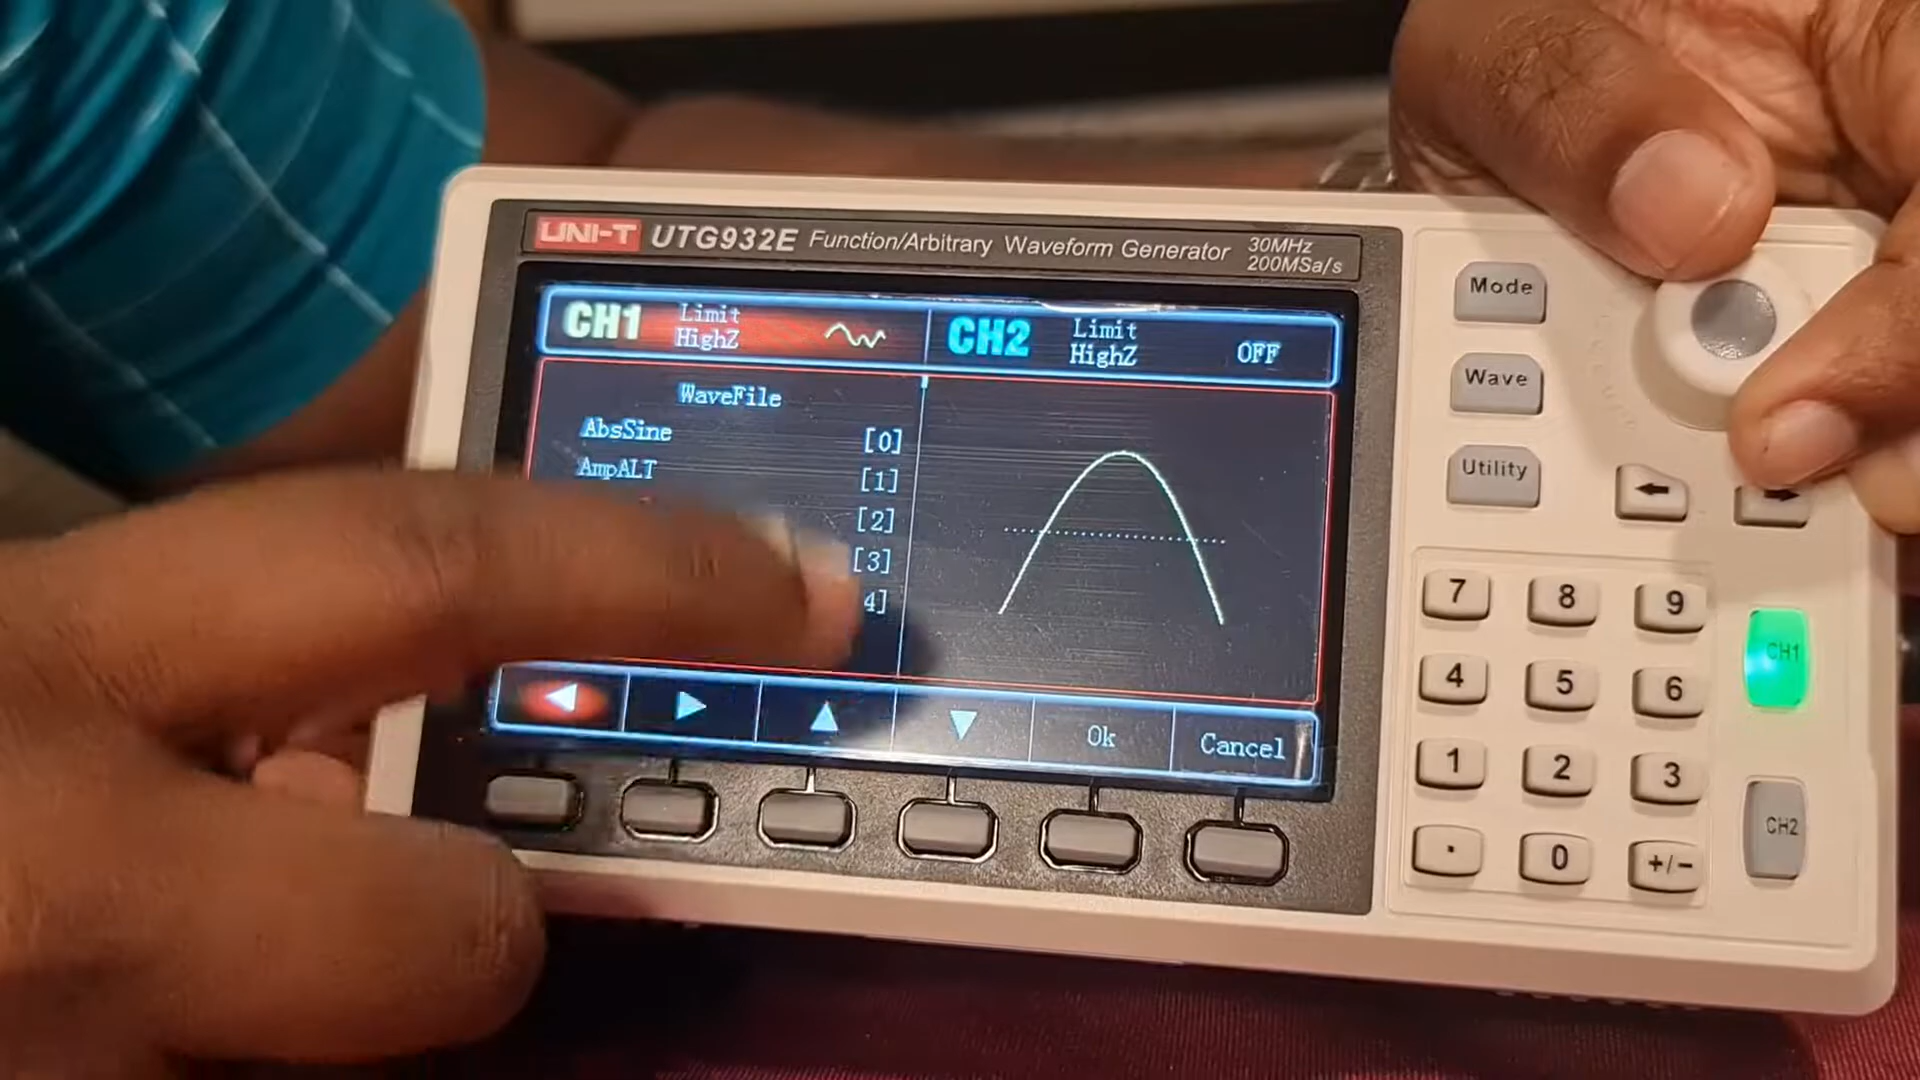 UNI-T UTG932E Function/Arbitrary Waveform Generator 30MHz 200MSa/s
CH1 Limit HighZ
CH2 Limit HighZ OFF
WaveFile
AbsSine [0]
AmpALT [1]
[2]
[3]
4]
Ok Cancel
Mode
Wave
Utility
7 8 9
4 5 6
1 2 3
. 0 +/-
CH1
CH2